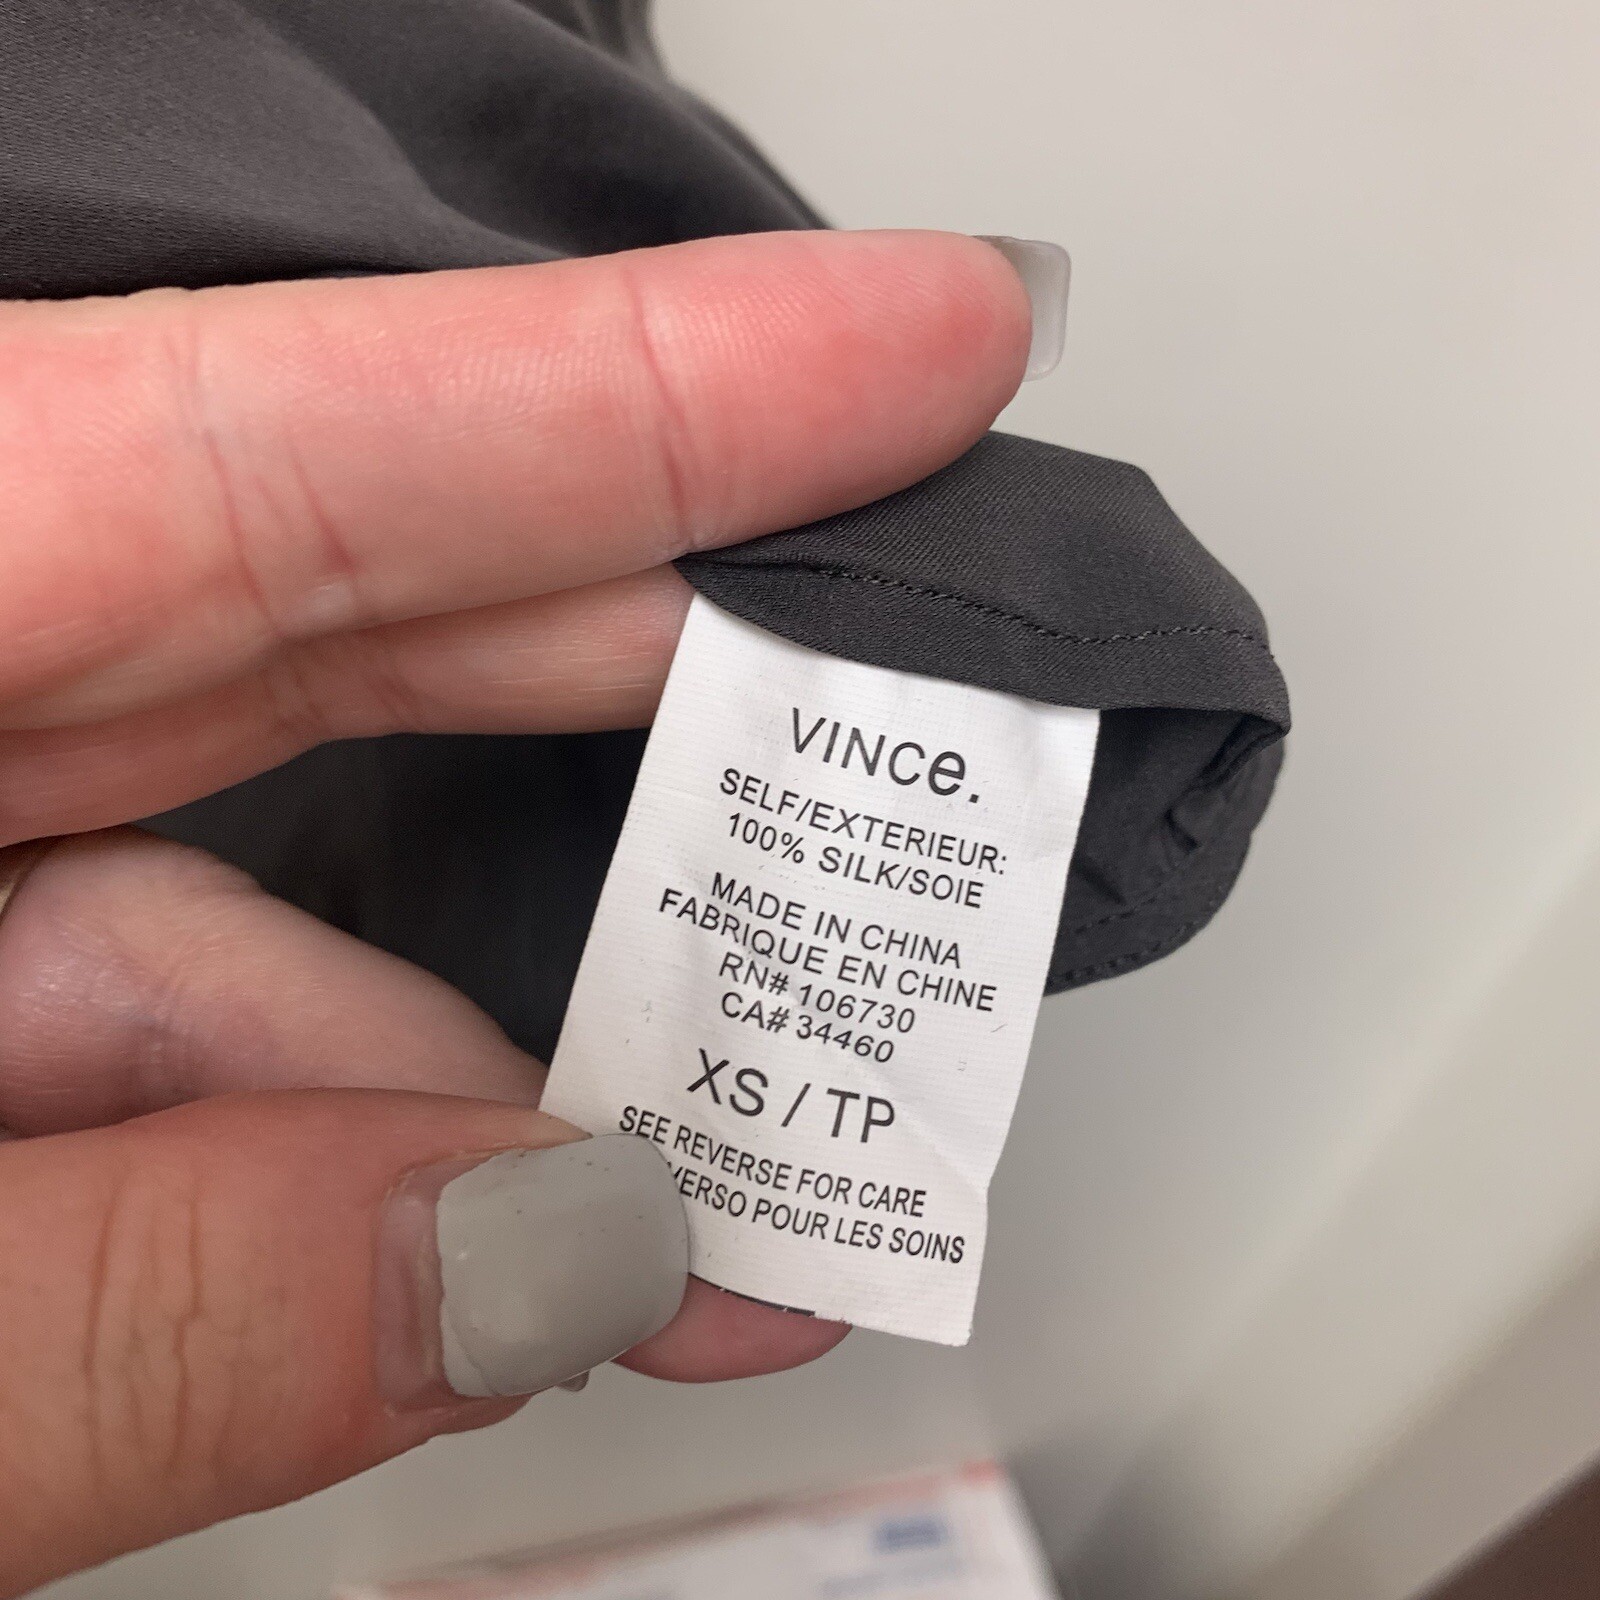 VINCe.
SELF/EXTERIEUR:
100% SILK/SOIE
MADE IN CHINA
FABRIQUE EN CHINE
RN# 106730
CA# 34460
XS / TP
SEE REVERSE FOR CARE
POUR LES SOINS